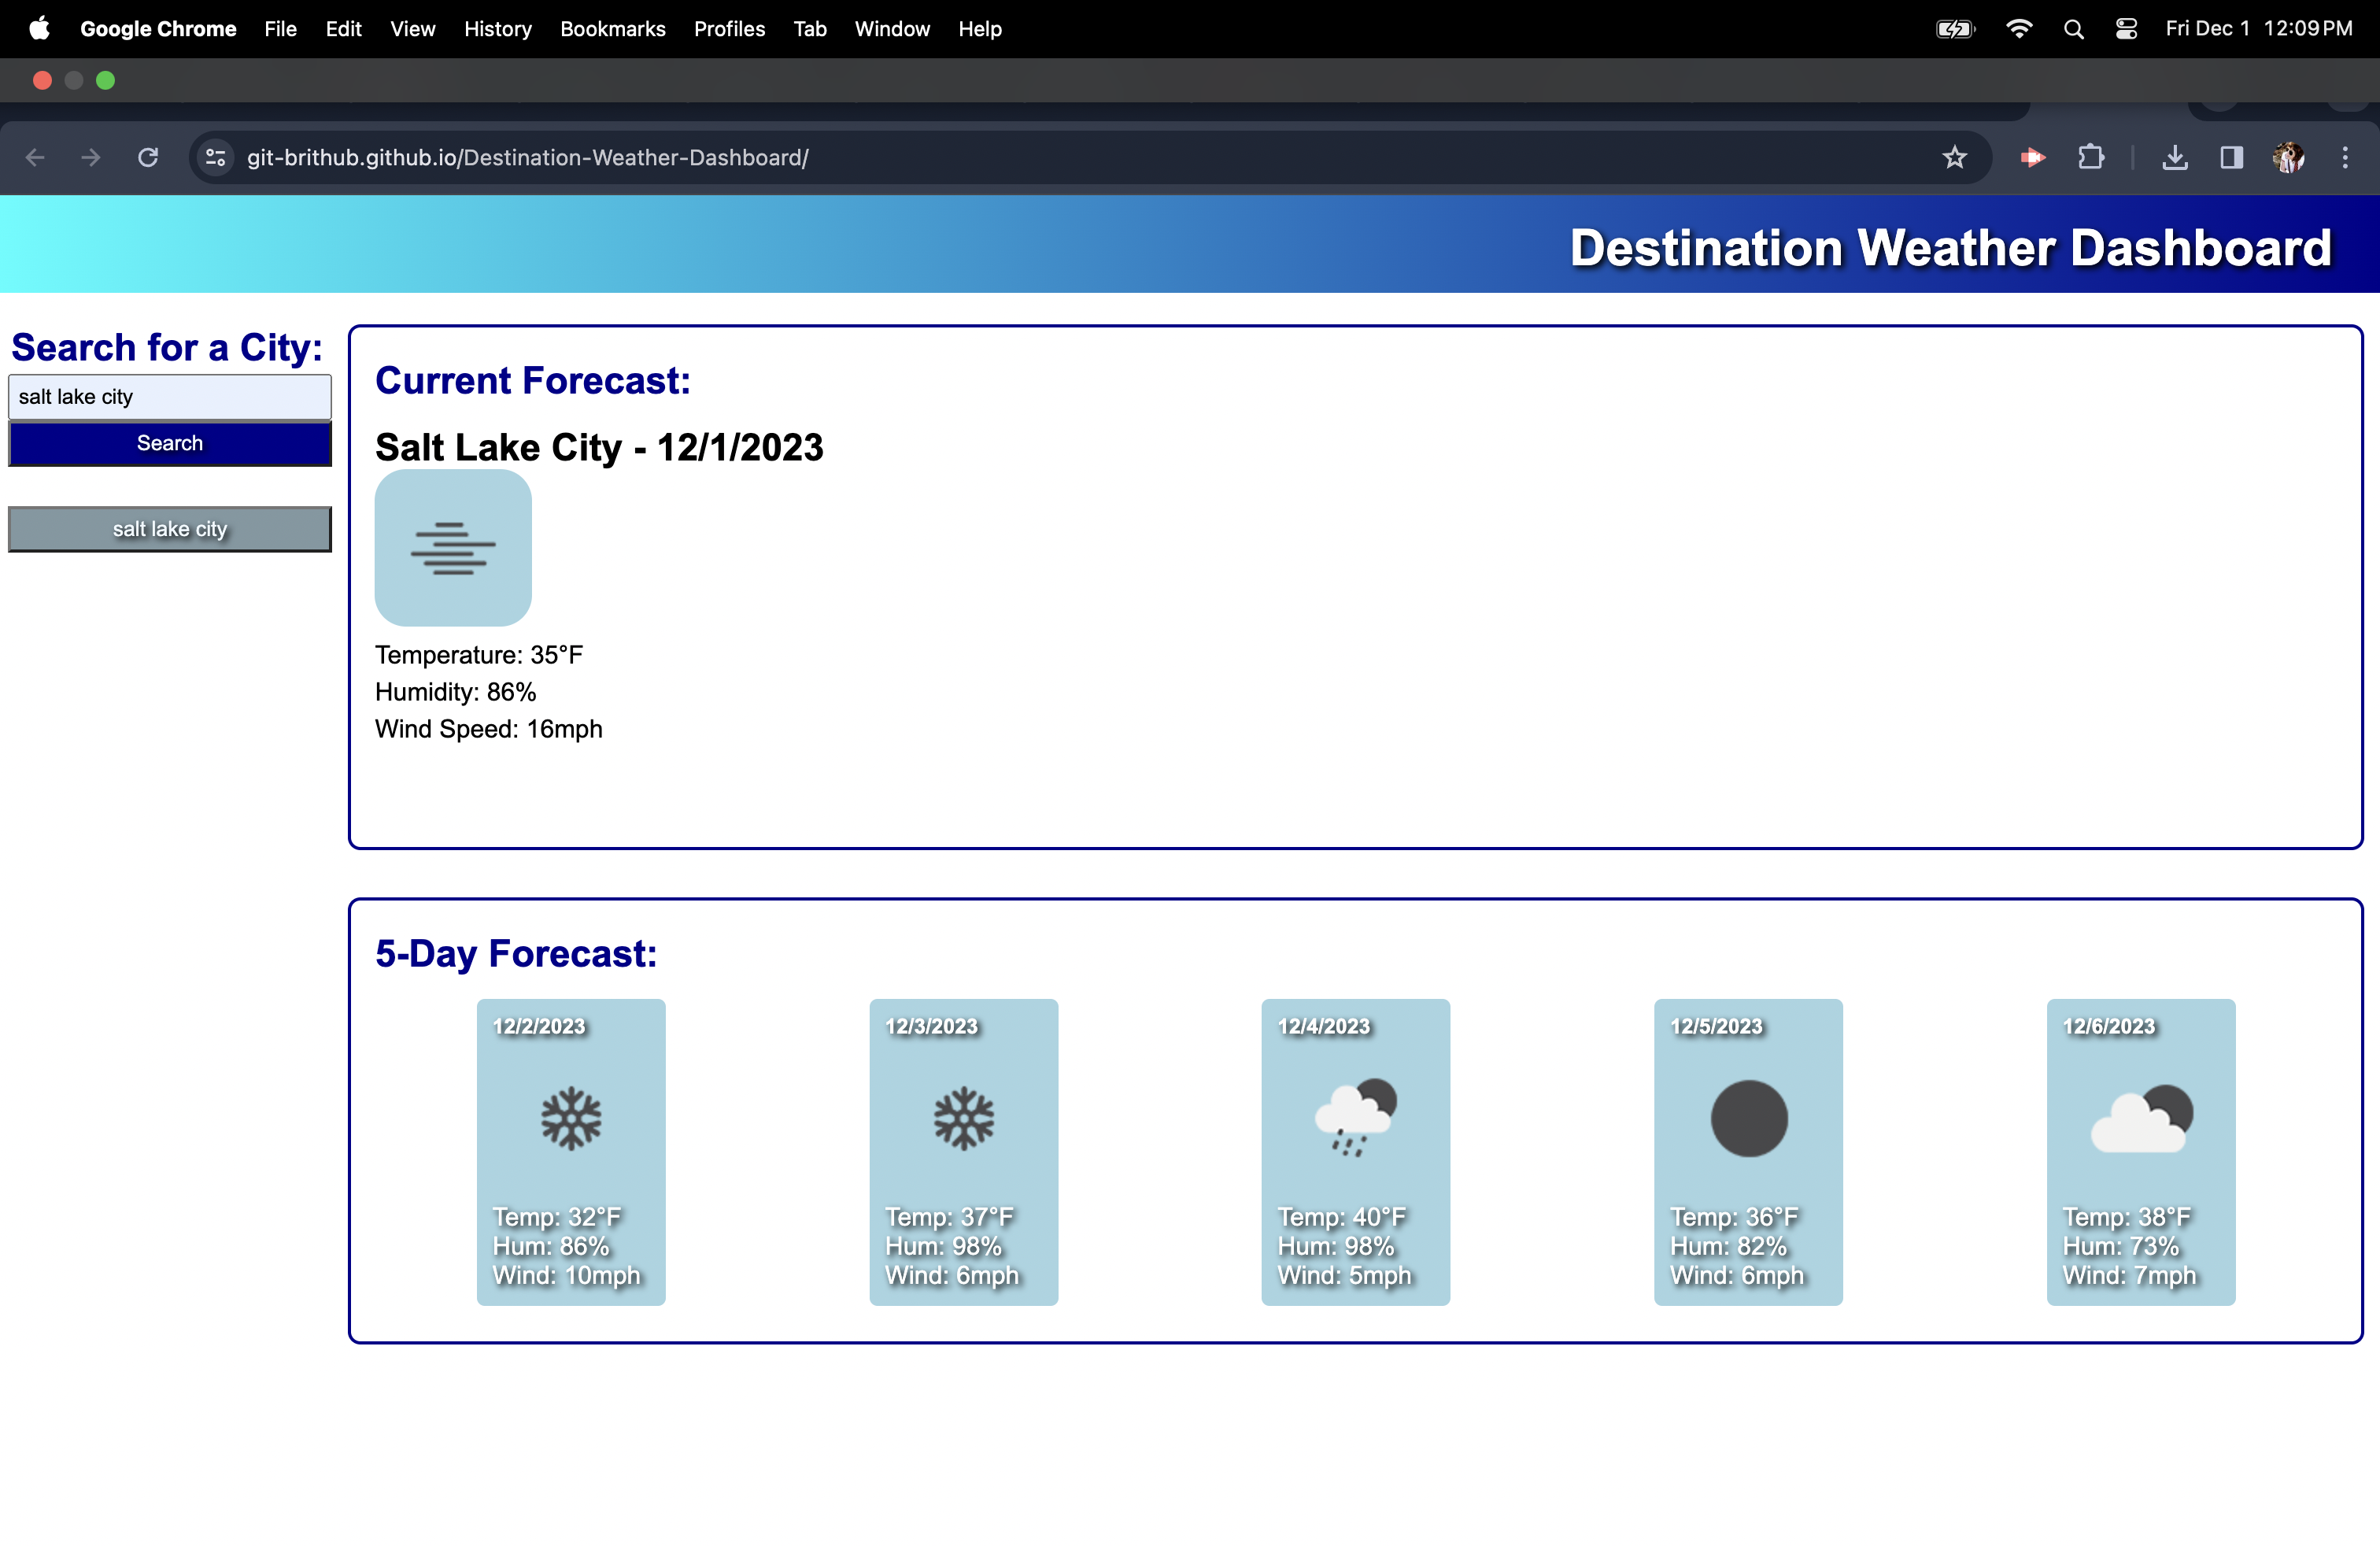 Google Chrome File Edit View History Bookmarks Profiles Tab Window Help Fri Dec 1 12:09 PM
git-brithub.github.io/Destination-Weather-Dashboard/
Destination Weather Dashboard
Search for a City:
salt lake city
Search
salt lake city
Current Forecast:
Salt Lake City - 12/1/2023
Temperature: 35°F
Humidity: 86%
Wind Speed: 16mph
5-Day Forecast:
12/2/2023
Temp: 32°F
Hum: 86%
Wind: 10mph
12/3/2023
Temp: 37°F
Hum: 98%
Wind: 6mph
12/4/2023
Temp: 40°F
Hum: 98%
Wind: 5mph
12/5/2023
Temp: 36°F
Hum: 82%
Wind: 6mph
12/6/2023
Temp: 38°F
Hum: 73%
Wind: 7mph